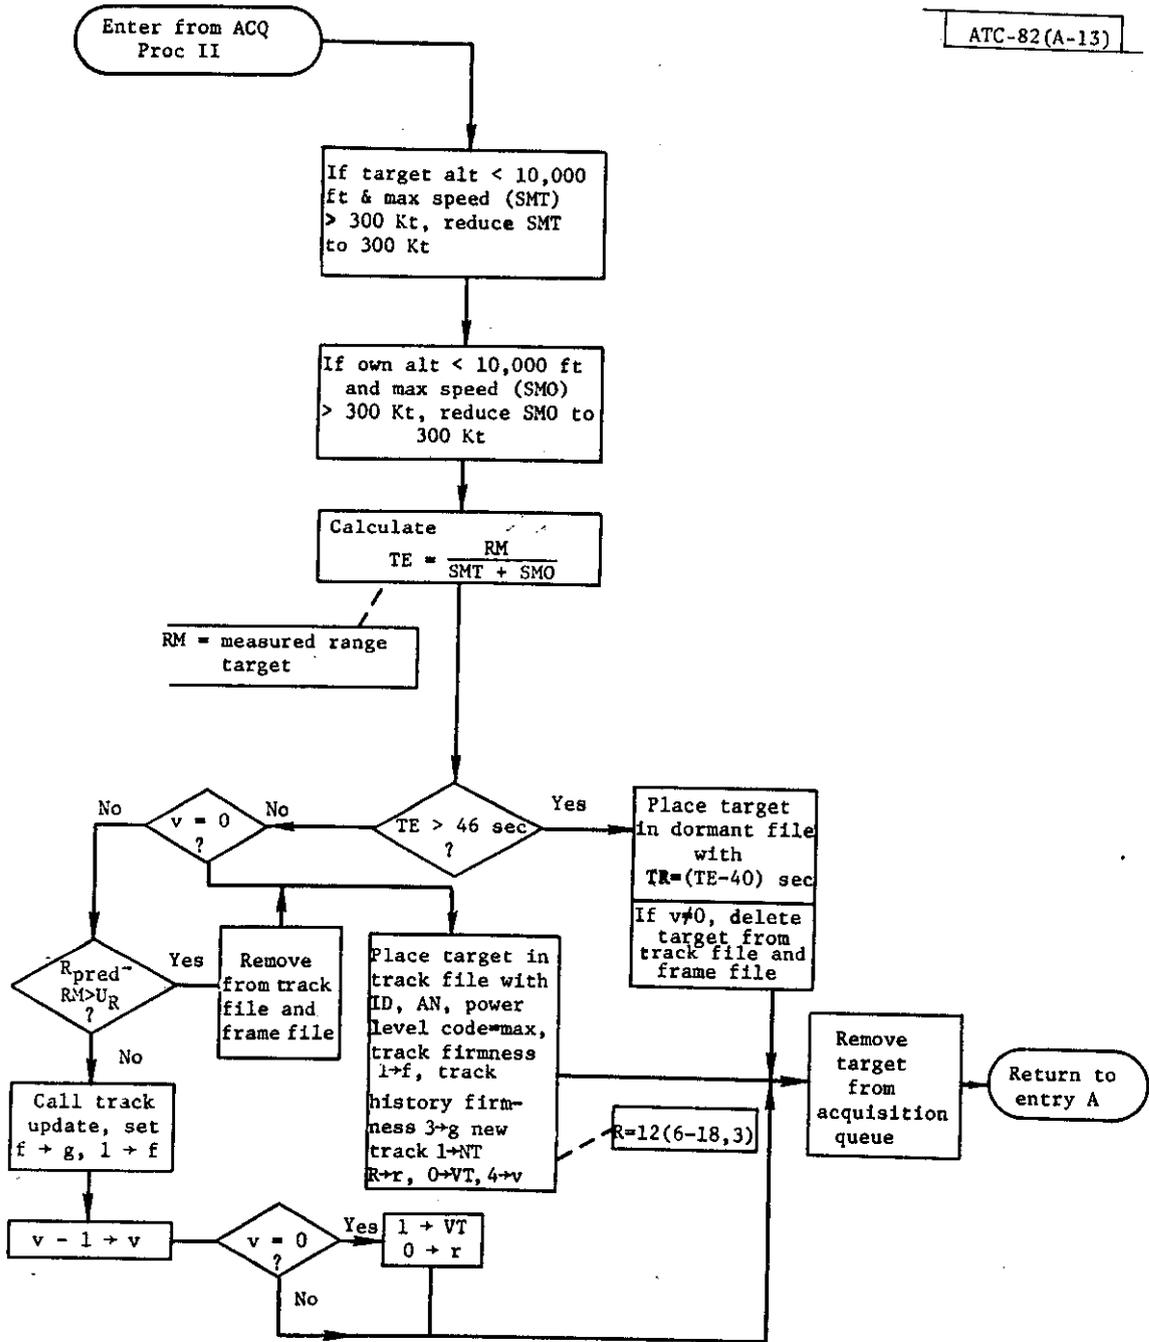 Enter from ACQ
Proc II
ATC-82(A-13)
If target alt < 10,000
ft & max speed (SMT)
> 300 Kt, reduce SMT
to 300 Kt
If own alt < 10,000 ft
and max speed (SMO)
> 300 Kt, reduce SMO to
300 Kt
Calculate
TE = RM
SMT + SMO
RM = measured range
target
TE > 46 sec
?
Yes
No
v = 0
?
No
Place target
in dormant file
with
TR=(TE-40) sec
If v≠0, delete
target from
track file and
frame file
Rpred-
RM>UR
?
Yes
No
Remove
from track
file and
frame file
Place target in
track file with
ID, AN, power
level code=max,
track firmness
1→f, track
history firm-
ness 3→g new
track 1→NT
R→r, 0→VT, 4→v
R=12(6-18,3)
Remove
target
from
acquisition
queue
Return to
entry A
Call track
update, set
f → g, 1 → f
v - 1 → v
v = 0
?
Yes
No
1 → VT
0 → r